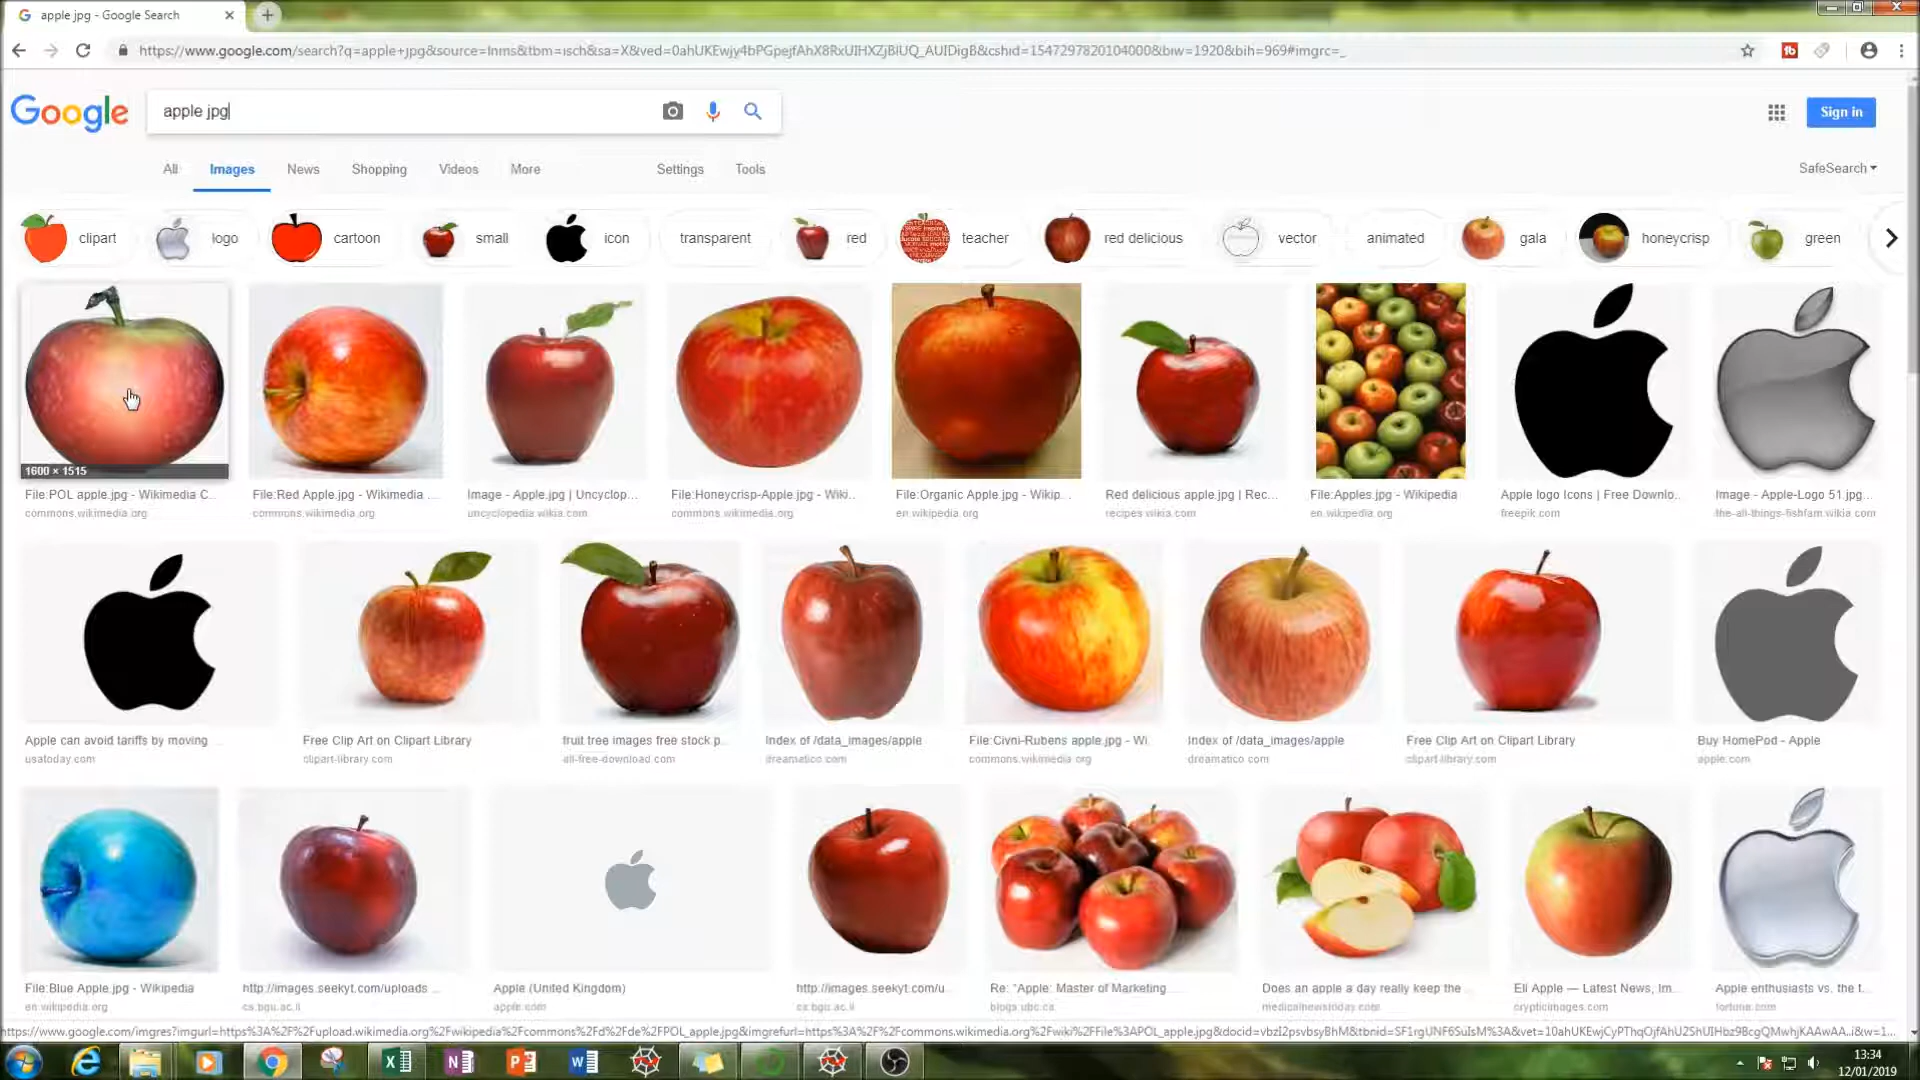 apple jpg - Google Search
https://www.google.com/search?q=apple+jpg&source=lnms&tbm=isch&sa=X&ved=0ahUKEwjy4bPGpejfAhX8RxUIHXZjBIUQ_AUIDigB&cshid=1547297820104000&biw=1920&bih=969#imgrc=_
Google
apple jpg
Sign in
All Images News Shopping Videos More Settings Tools
SafeSearch
clipart logo cartoon small icon transparent red teacher red delicious vector animated gala honeycrisp green
1600 × 1515
File:POL apple.jpg - Wikimedia C... File:Red Apple.jpg - Wikimedia ... Image - Apple.jpg | Uncyclop... File:Honeycrisp-Apple.jpg - Wiki... File:Organic Apple.jpg - Wikip... Red delicious apple.jpg | Rec... File:Apples.jpg - Wikipedia Apple logo Icons | Free Downlo... Image - Apple-Logo 51.jpg...
commons.wikimedia.org commons.wikimedia.org uncyclopedia.wikia.com commons.wikimedia.org en.wikipedia.org recipes.wikia.com en.wikipedia.org freepik.com the-all-things-fishfam.wikia.com
Apple can avoid tariffs by moving ... Free Clip Art on Clipart Library fruit tree images free stock p... Index of /data_images/apple File:Civni-Rubens apple.jpg - Wi... Index of /data_images/apple Free Clip Art on Clipart Library Buy HomePod - Apple
usatoday.com clipart-library.com all-free-download.com dreamatico.com commons.wikimedia.org dreamatico.com clipart-library.com apple.com
File:Blue Apple.jpg - Wikipedia http://images.seekyt.com/uploads ... Apple (United Kingdom) http://images.seekyt.com/u... Re: "Apple: Master of Marketing ... Does an apple a day really keep the ... Eli Apple — Latest News, Im... Apple enthusiasts vs. the t...
en.wikipedia.org cs.bgu.ac.il apple.com cs.bgu.ac.il blogs.ubc.ca medicalnewstoday.com crypticimages.com fortune.com
13:34
12/01/2019